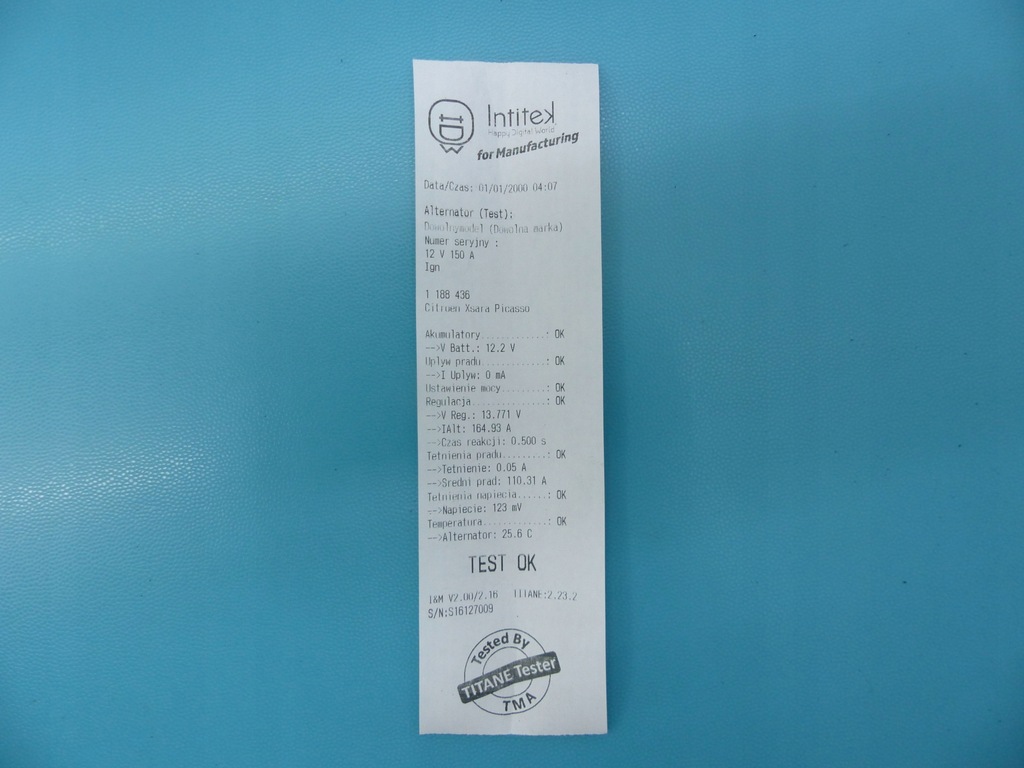 Intitek
Happy Digital World
for Manufacturing
Data/Czas: 01/01/2000 04:07
Alternator (Test):
Dowolnymodel (Dowolna marka)
Numer seryjny :
12 V 150 A
Ign
1 188 436
Citroen Xsara Picasso
Akumulatory.............: OK
-->V Batt.: 12.2 V
Uplyw pradu.............: OK
-->I Uplyw: 0 mA
Ustawienie mocy.........: OK
Regulacja...............: OK
-->V Reg.: 13.771 V
-->IAlt: 164.93 A
-->Czas reakcji: 0.500 s
Tetnienia pradu.........: OK
-->Tetnienie: 0.05 A
-->Sredni prad: 110.31 A
Tetnienia napiecia......: OK
-->Napiecie: 123 mV
Temperatura.............: OK
-->Alternator: 25.6 C
TEST OK
I&M V2.00/2.16 TITANE:2.23.2
S/N:S16127009
Tested By
TITANE Tester
TMA